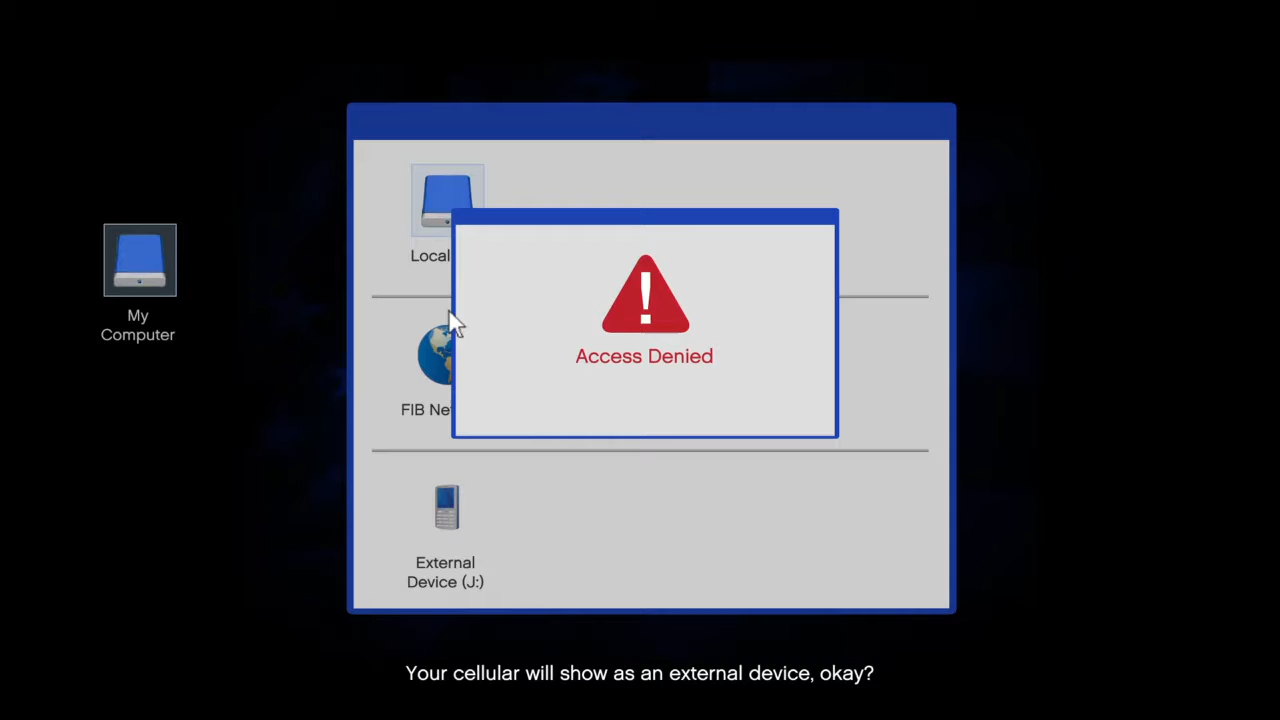 My
Computer
Local
Access Denied
FIB Ne
External
Device (J:)
Your cellular will show as an external device, okay?